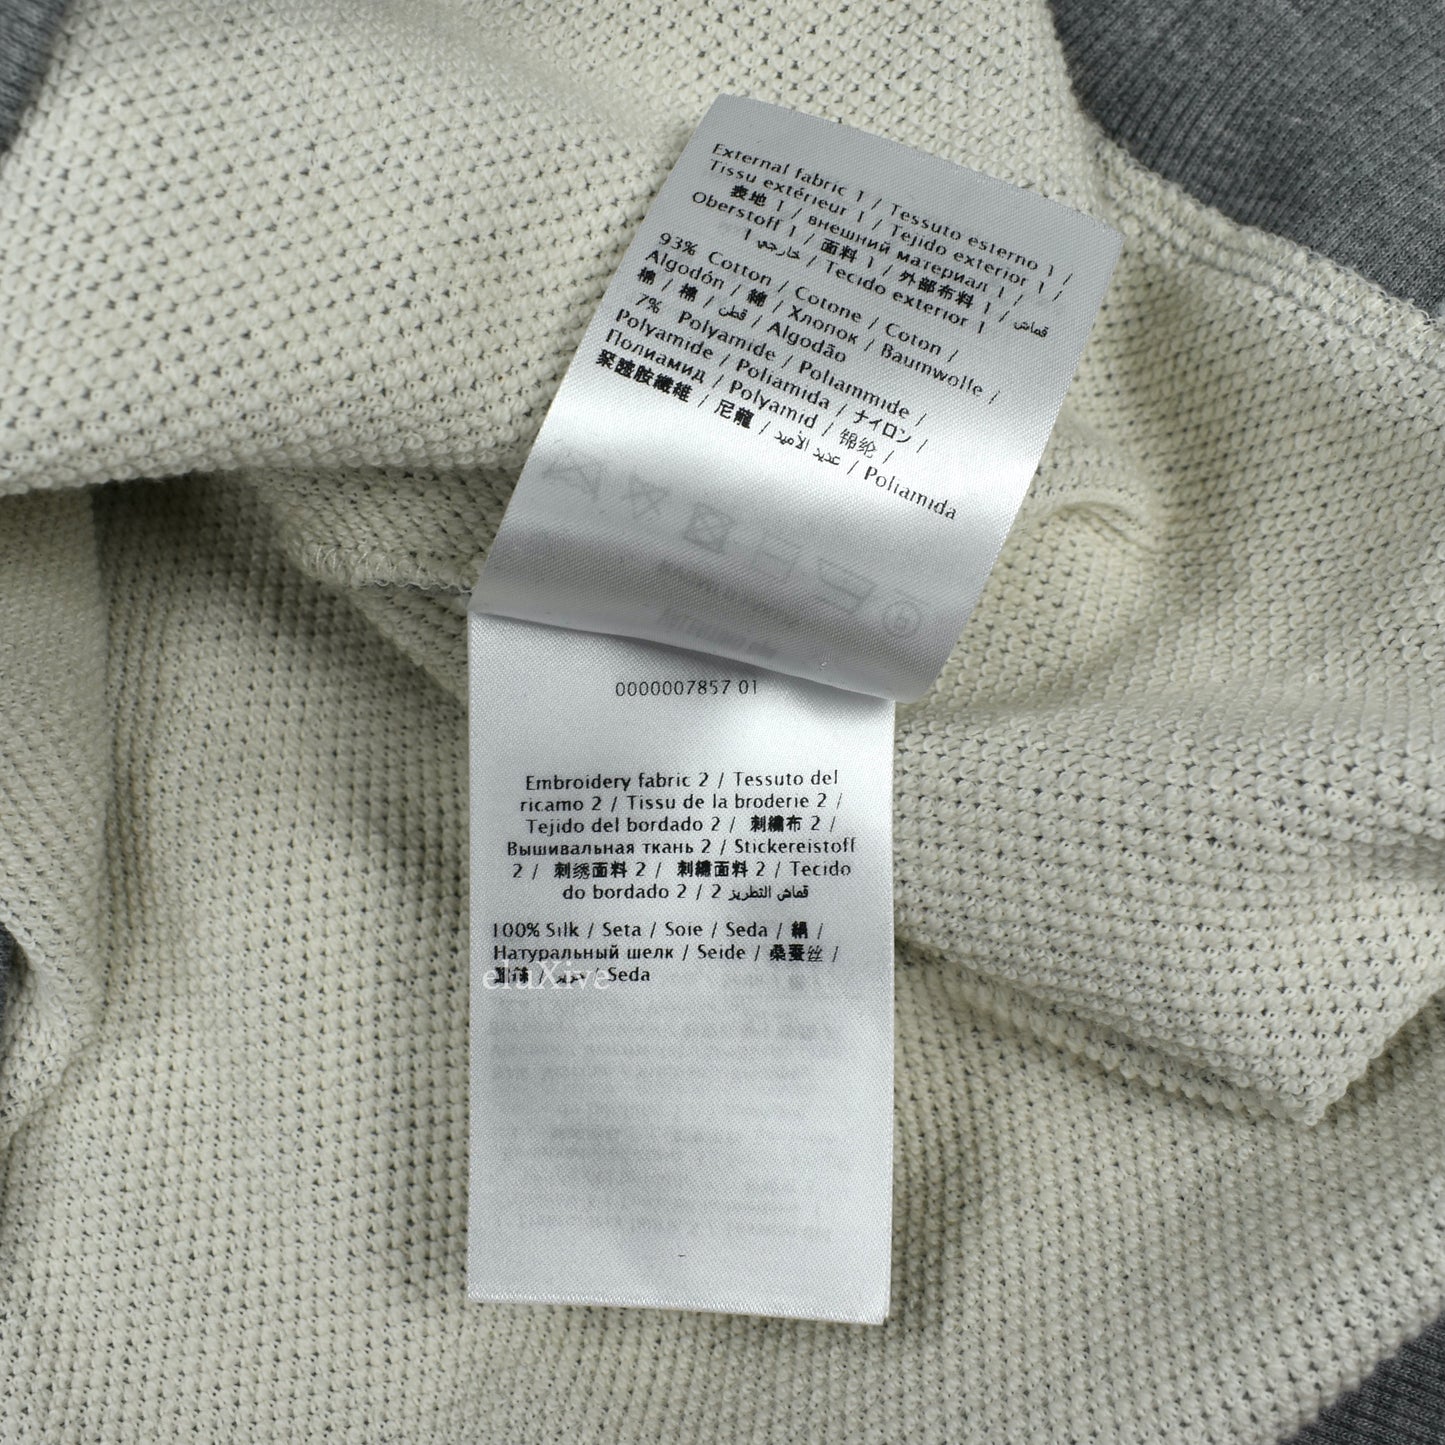 External fabric 1 / Tessuto esterno 1 /
Tissu extérieur 1 / Tejido exterior 1 /
表地 1 / внешний материал 1 /
Oberstoff 1 / 面料 1 / 外部布料 1 / قماش
خارجي 1 / Tecido exterior 1
93% Cotton / Cotone / Coton /
Algodón / 綿 / Хлопок / Baumwolle /
棉 / 棉 / قطن / Algodão
7% Polyamide / Poliammide /
Polyamide / Poliamida / ナイロン /
Полиамид / Polyamid / 锦纶 /
聚醯胺纖維 / 尼龍 / عديد الأميد / Poliamida
0000007857 01
Embroidery fabric 2 / Tessuto del
ricamo 2 / Tissu de la broderie 2 /
Tejido del bordado 2 / 刺繍布 2 /
Вышивальная ткань 2 / Stickereistoff
2 / 刺绣面料 2 / 刺繡面料 2 / Tecido
do bordado 2 / قماش التطريز 2
100% Silk / Seta / Soie / Seda / 絹 /
Натуральный шелк / Seide / 桑蚕丝 /
/ حرير / Seda
eluXive